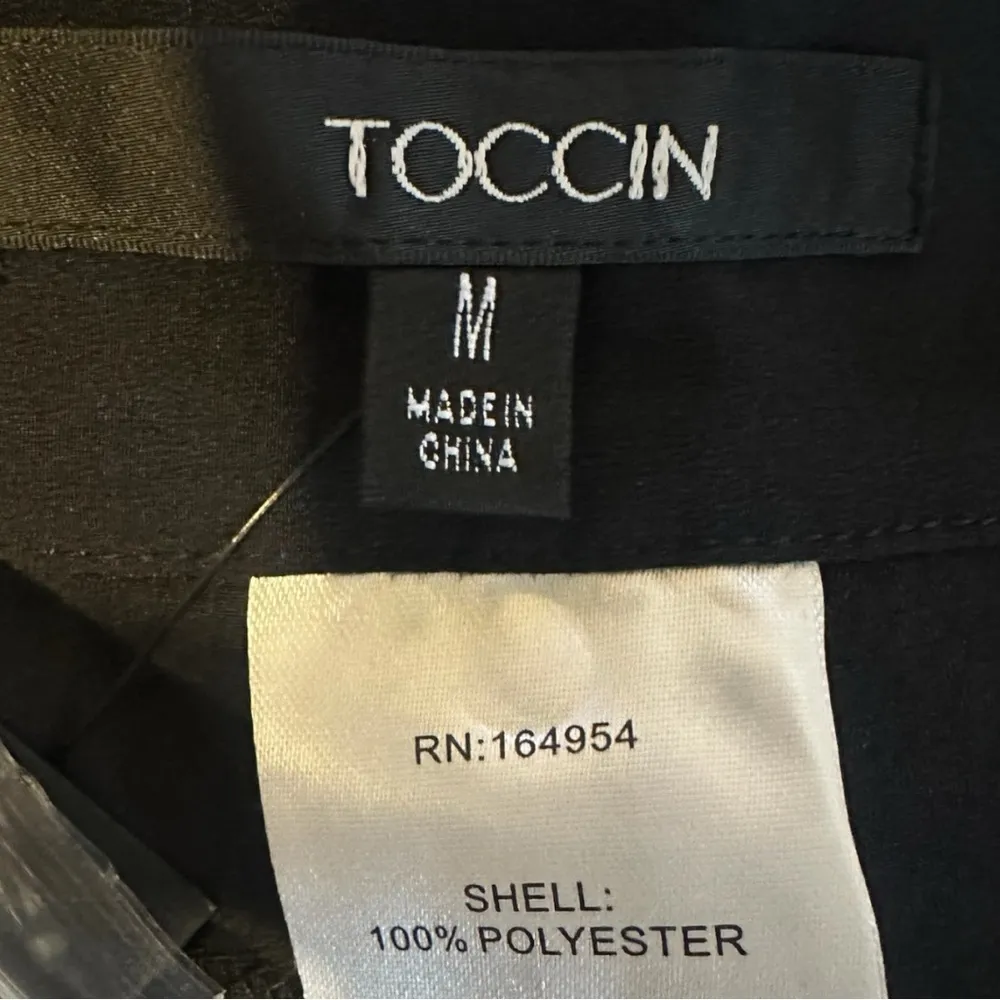 TOCCIN
M
MADE IN
CHINA
RN:164954
SHELL:
100% POLYESTER